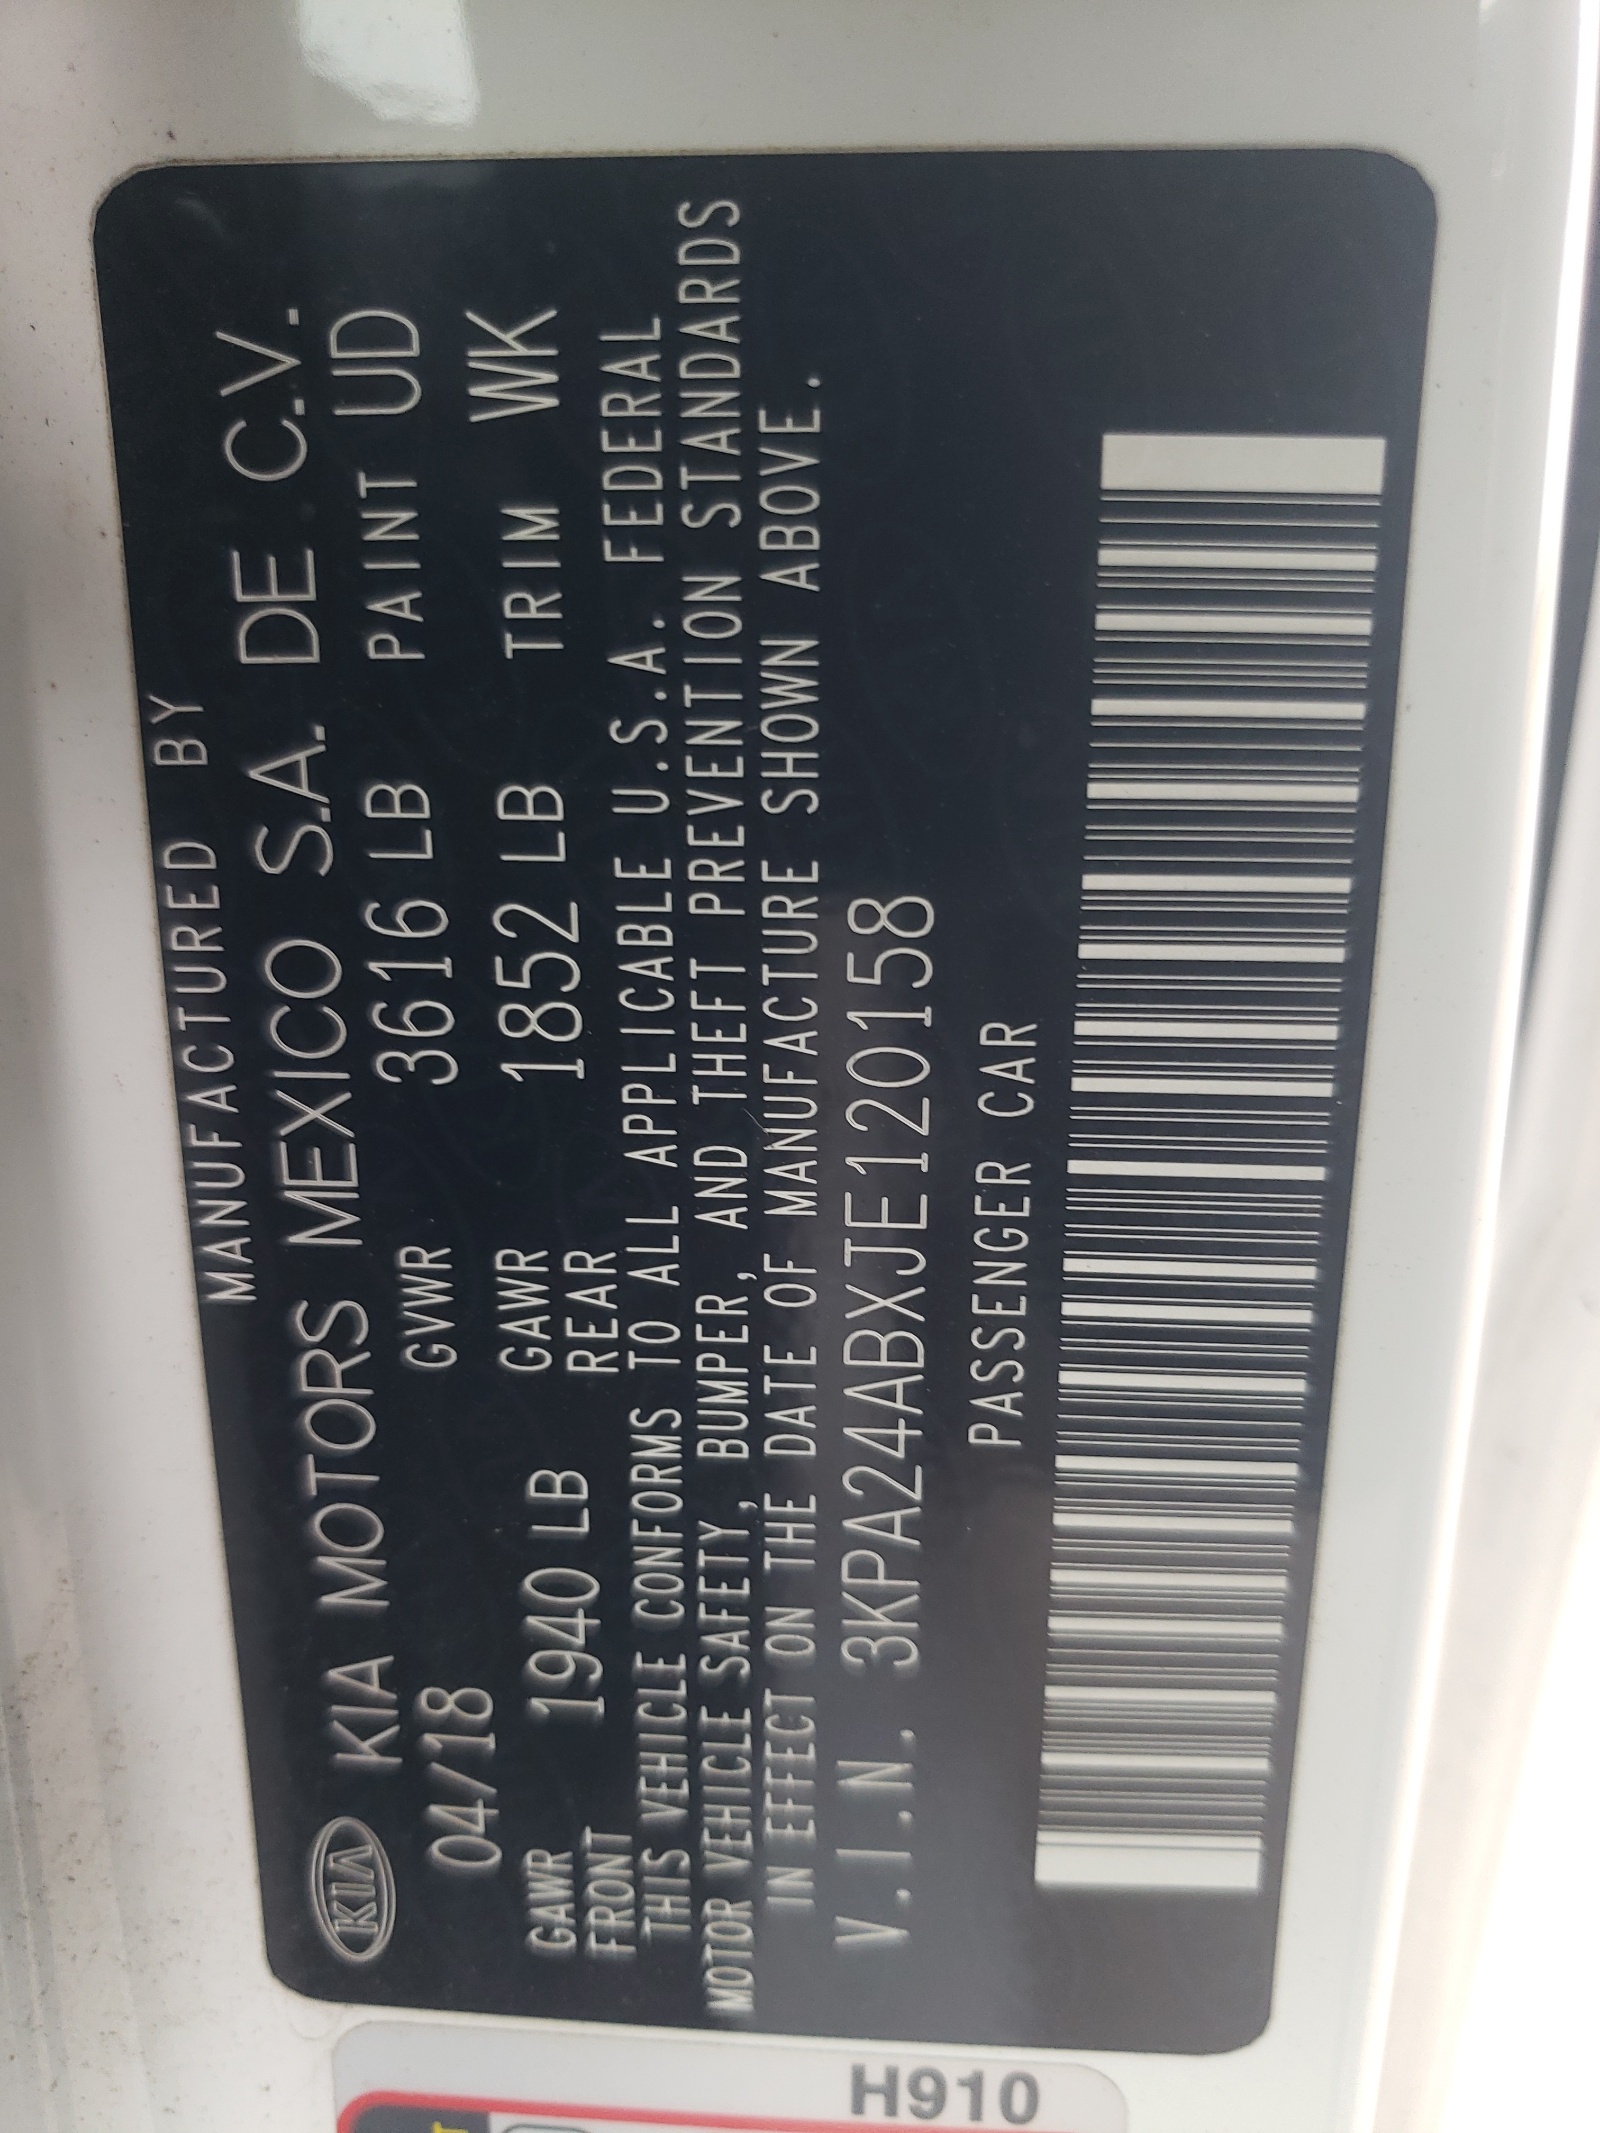 MANUFACTURED BY
KIA KIA MOTORS MEXICO S.A. DE C.V.
04/18 GVWR 3616 LB PAINT UD
GAWR FRONT 1940 LB GAWR REAR 1852 LB TRIM WK
THIS VEHICLE CONFORMS TO ALL APPLICABLE U.S.A. FEDERAL
MOTOR VEHICLE SAFETY, BUMPER, AND THEFT PREVENTION STANDARDS
IN EFFECT ON THE DATE OF MANUFACTURE SHOWN ABOVE.
V.I.N. 3KPA24ABXJE120158
PASSENGER CAR
H910